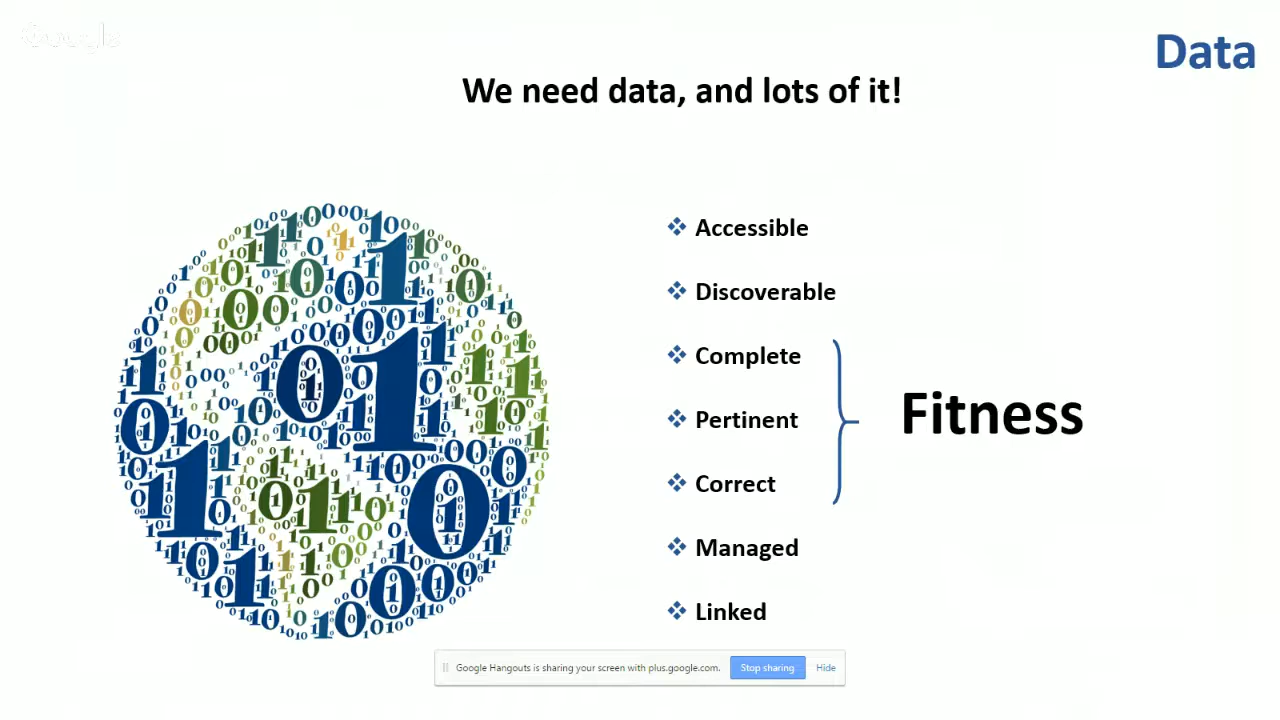 Google
Data
We need data, and lots of it!
Accessible
Discoverable
Complete
Pertinent
Correct
Fitness
Managed
Linked
Google Hangouts is sharing your screen with plus.google.com.
Stop sharing
Hide